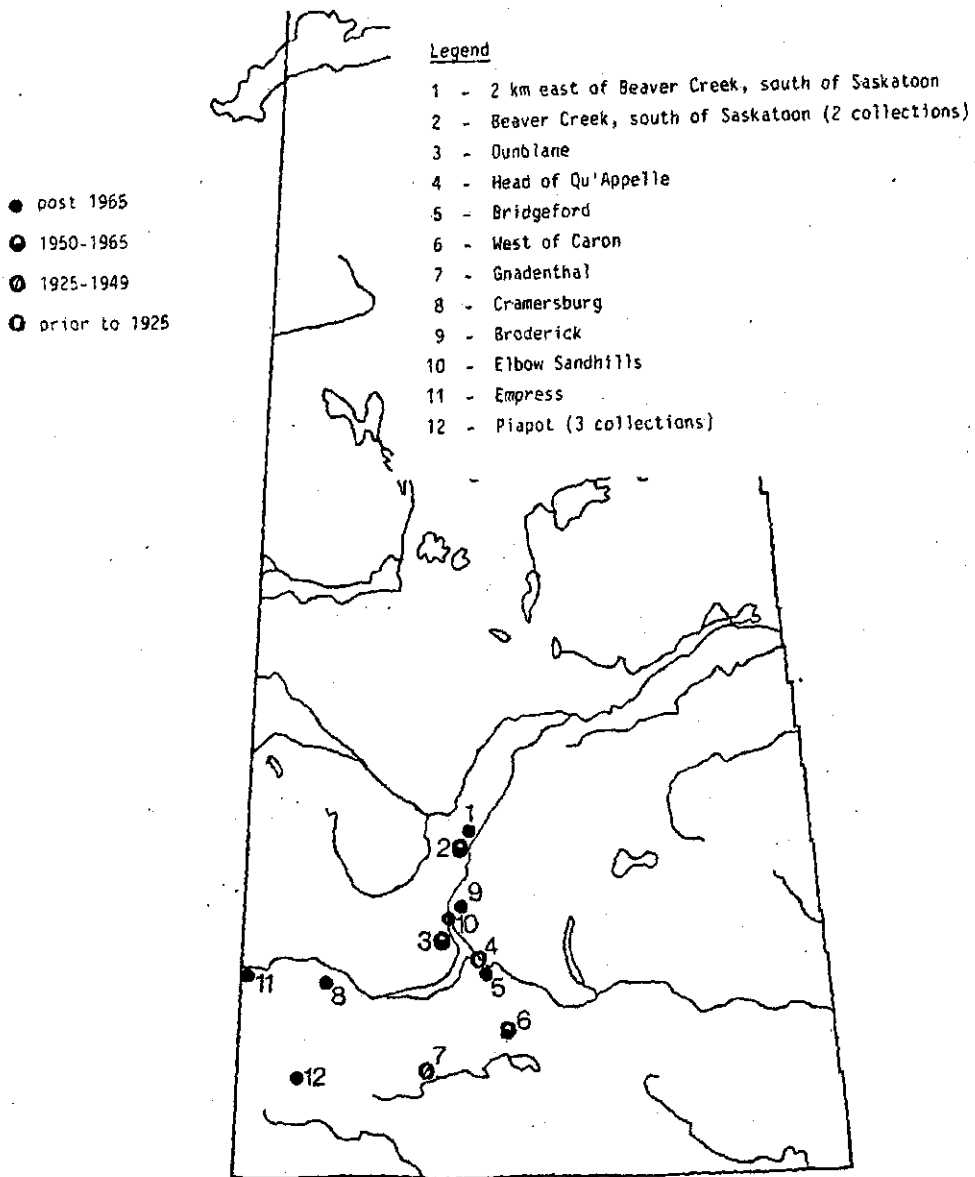 Legend
1 - 2 km east of Beaver Creek, south of Saskatoon
2 - Beaver Creek, south of Saskatoon (2 collections)
3 - Dunblane
4 - Head of Qu'Appelle
5 - Bridgeford
6 - West of Caron
7 - Gnadenthal
8 - Cramersburg
9 - Broderick
10 - Elbow Sandhills
11 - Empress
12 - Piapot (3 collections)
post 1965
1950-1965
1925-1949
prior to 1925
1
2
9
10
3
4
5
11
8
6
7
12